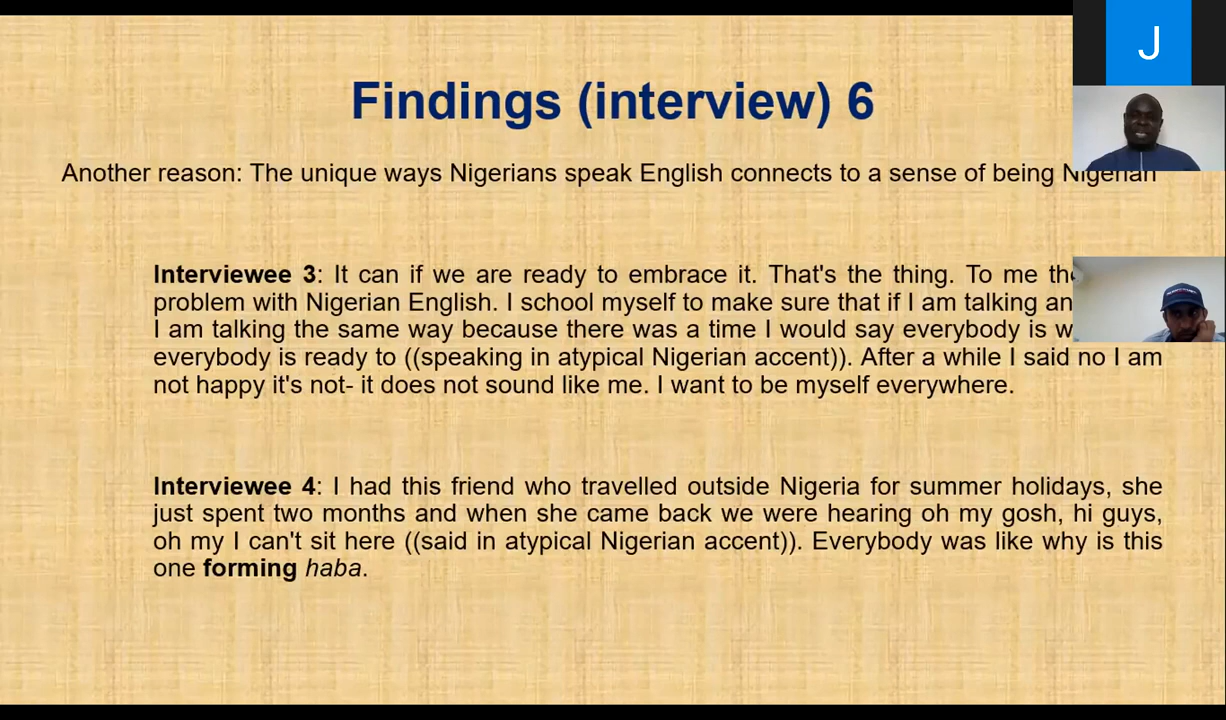 J
Findings (interview) 6
Another reason: The unique ways Nigerians speak English connects to a sense of being Nigerian
Interviewee 3: It can if we are ready to embrace it. That's the thing. To me
problem with Nigerian English. I school myself to make sure that if I am talking
I am talking the same way because there was a time I would say everybody is
everybody is ready to ((speaking in atypical Nigerian accent)). After a while I said no I am
not happy it's not- it does not sound like me. I want to be myself everywhere.
Interviewee 4: I had this friend who travelled outside Nigeria for summer holidays, she
just spent two months and when she came back we were hearing oh my gosh, hi guys,
oh my I can't sit here ((said in atypical Nigerian accent)). Everybody was like why is this
one forming haba.